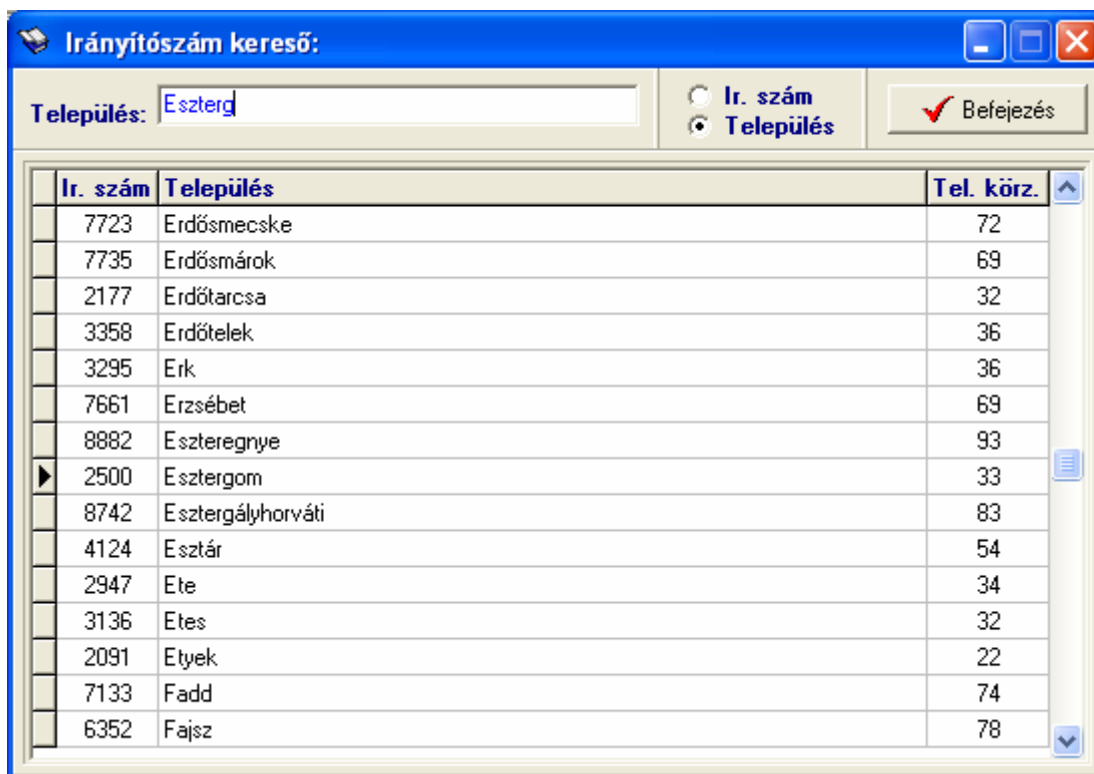 Irányítószám kereső:
Település: Eszterg
Ir. szám
Település
Befejezés
Ir. szám Település Tel. körz.
7723 Erdősmecske 72
7735 Erdősmárok 69
2177 Erdőtarcsa 32
3358 Erdőtelek 36
3295 Erk 36
7661 Erzsébet 69
8882 Eszteregnye 93
2500 Esztergom 33
8742 Esztergályhorváti 83
4124 Esztár 54
2947 Ete 34
3136 Etes 32
2091 Etyek 22
7133 Fadd 74
6352 Fajsz 78